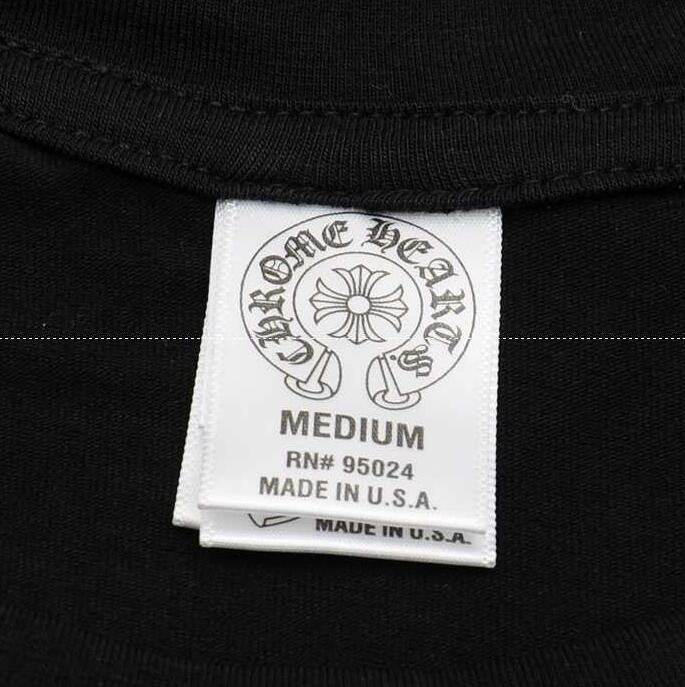 CHROME HEARTS
MEDIUM
RN# 95024
MADE IN U.S.A.
MADE IN U.S.A.